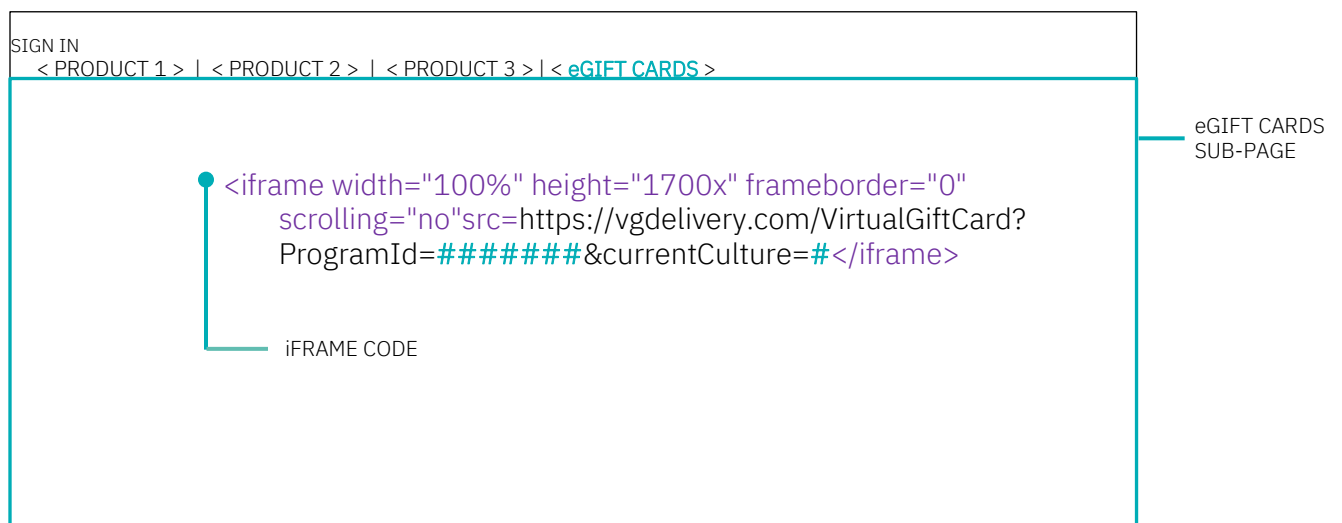 SIGN IN
< PRODUCT 1 > | < PRODUCT 2 > | < PRODUCT 3 > | < eGIFT CARDS >
eGIFT CARDS
SUB-PAGE
<iframe width="100%" height="1700x" frameborder="0"
scrolling="no"src=https://vgdelivery.com/VirtualGiftCard?
ProgramId=#######&currentCulture=#</iframe>
iFRAME CODE